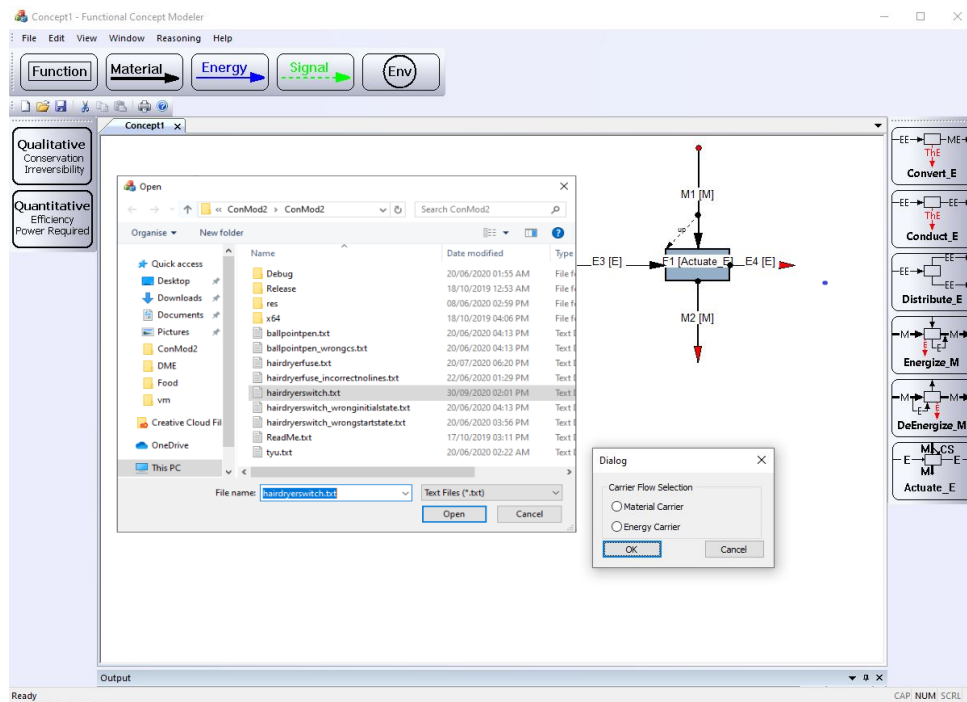 Concept1 - Functional Concept Modeler
File Edit View Window Reasoning Help
Function
Material
Energy
Signal
Env
Concept1 x
Qualitative
Conservation
Irreversibility
Quantitative
Efficiency
Power Required
Open
« ConMod2 › ConMod2
Search ConMod2
Organise New folder
Quick access
Desktop
Downloads
Documents
Pictures
ConMod2
DME
Food
vm
Creative Cloud Fil
OneDrive
This PC
Name Date modified Type
Debug 20/06/2020 01:55 AM File f
Release 18/10/2019 12:53 AM File f
res 08/06/2020 02:59 PM File f
x64 18/10/2019 04:06 PM File f
ballpointpen.txt 20/06/2020 04:13 PM Text
ballpointpen_wrongcs.txt 20/06/2020 04:13 PM Text
hairdryerfuse.txt 20/07/2020 06:20 PM Text
hairdryerfuse_incorrectnolines.txt 22/06/2020 01:29 PM Text
hairdryerswitch.txt 30/09/2020 02:01 PM Text
hairdryerswitch_wronginitialstate.txt 20/06/2020 04:13 PM Text
hairdryerswitch_wrongstartstate.txt 20/06/2020 03:56 PM Text
ReadMe.txt 17/10/2019 03:11 PM Text
tyu.txt 20/06/2020 02:22 AM Text
File name: hairdryerswitch.txt Text Files (*.txt)
Open Cancel
M1 [M]
up
E3 [E] F1 [Actuate_E] E4 [E]
M2 [M]
Dialog
Carrier Flow Selection
Material Carrier
Energy Carrier
OK Cancel
EE ME
ThE
Convert_E
EE EE
ThE
Conduct_E
EE EE
EE
Distribute_E
M M
E E
Energize_M
M M
E E
DeEnergize_M
M CS
E E
M
Actuate_E
Output
Ready
CAP NUM SCRL